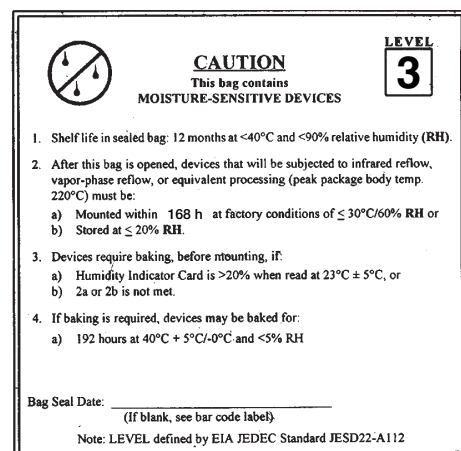 LEVEL
3
CAUTION
This bag contains
MOISTURE-SENSITIVE DEVICES
1. Shelf life in sealed bag: 12 months at <40°C and <90% relative humidity (RH).
2. After this bag is opened, devices that will be subjected to infrared reflow,
vapor-phase reflow, or equivalent processing (peak package body temp.
220°C) must be:
a) Mounted within 168 h at factory conditions of ≤ 30°C/60% RH or
b) Stored at ≤ 20% RH.
3. Devices require baking, before mounting, if:
a) Humidity Indicator Card is >20% when read at 23°C ± 5°C, or
b) 2a or 2b is not met.
4. If baking is required, devices may be baked for:
a) 192 hours at 40°C + 5°C/-0°C and <5% RH
Bag Seal Date:
(If blank, see bar code label)
Note: LEVEL defined by EIA JEDEC Standard JESD22-A112